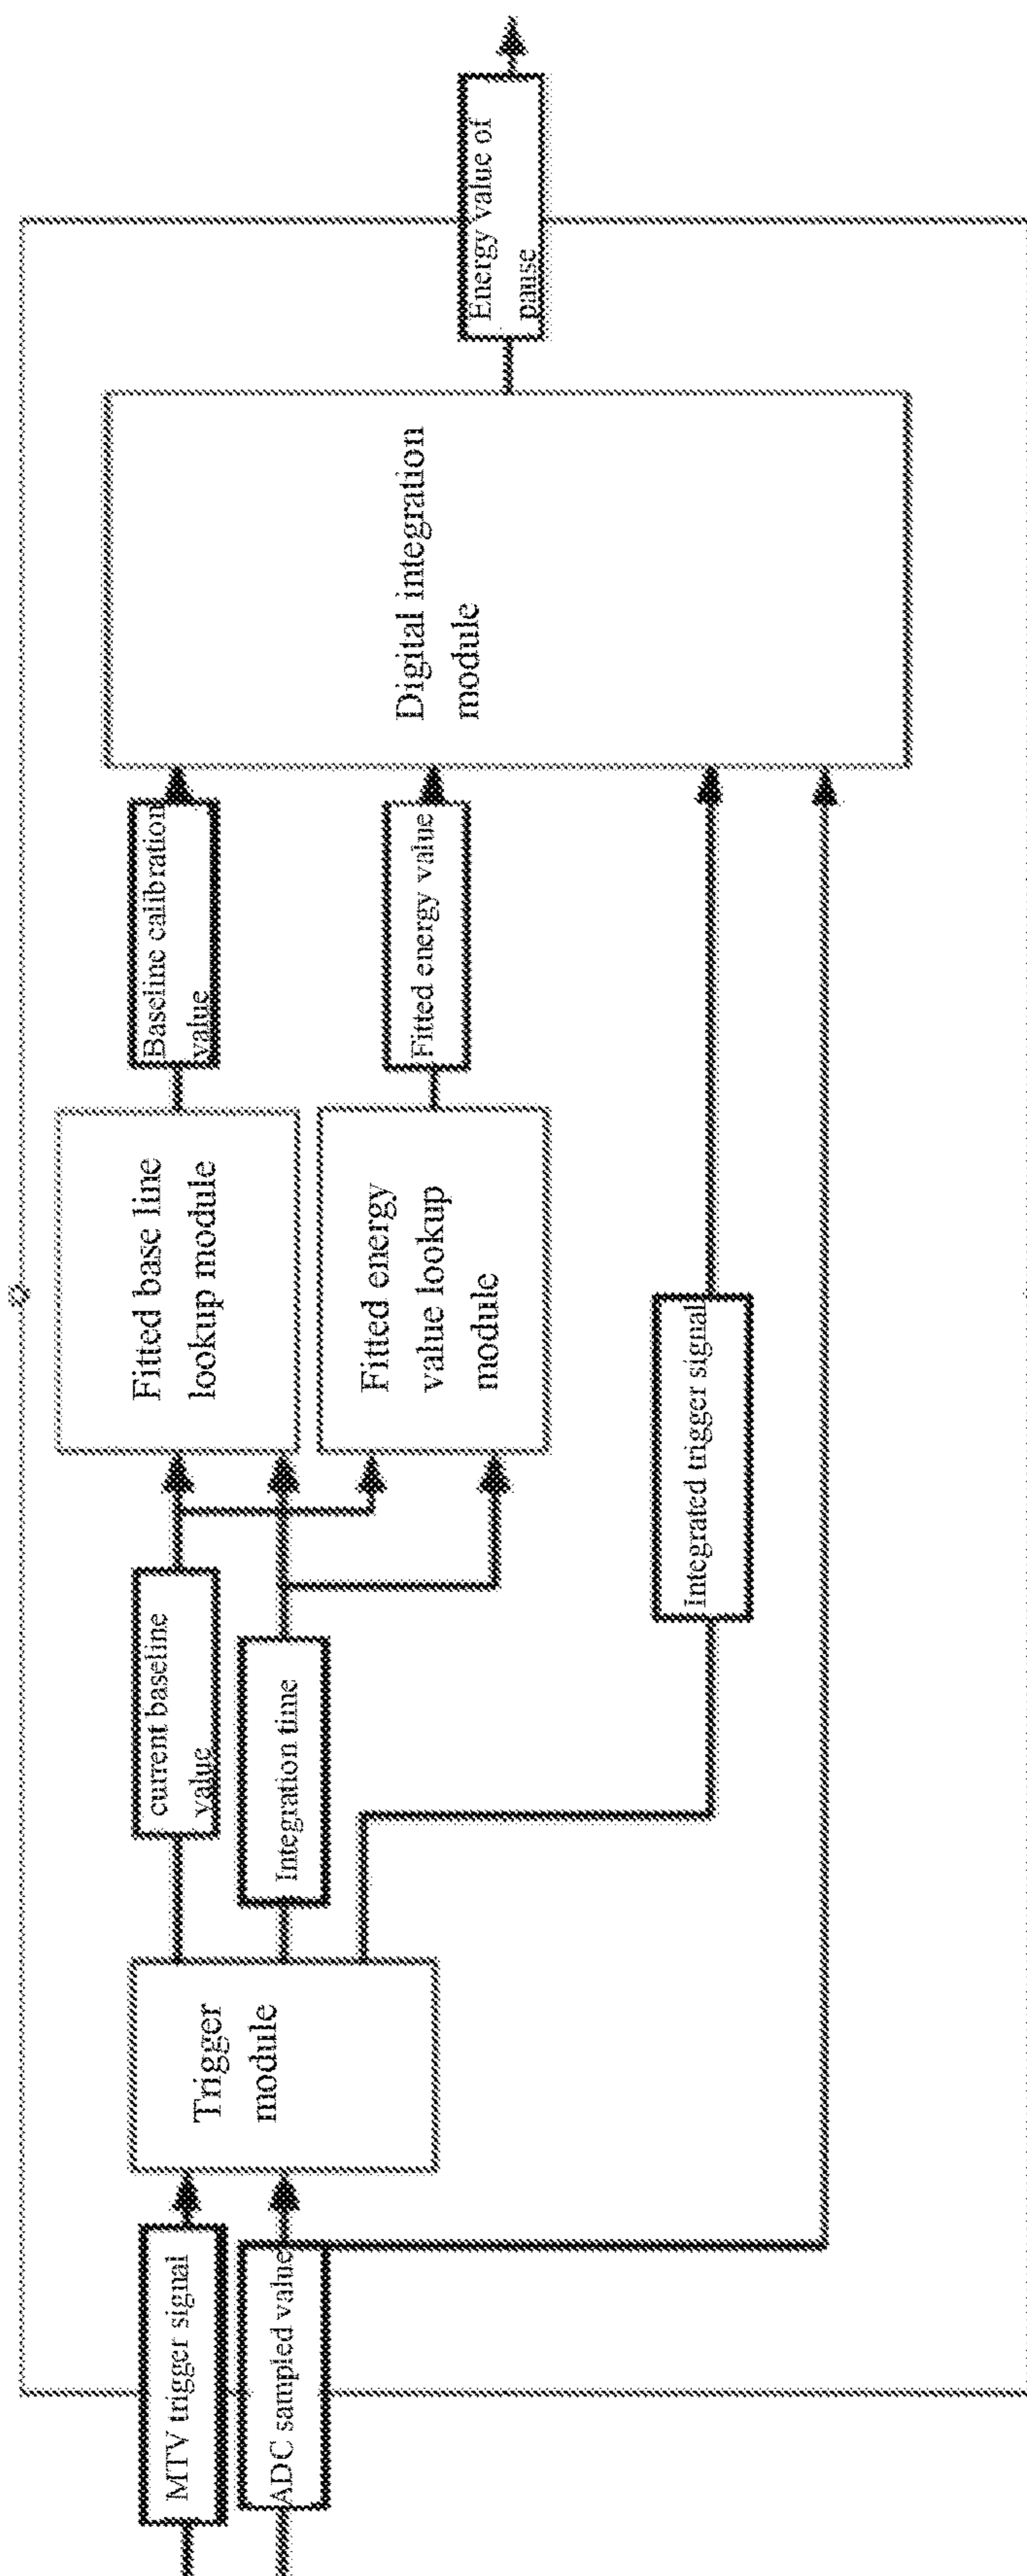 MTV trigger signal
ADC sampled value
Trigger
module
current baseline
value
Integration time
Integrated trigger signal
Fitted base line
lookup module
Fitted energy
value lookup
module
Baseline calibration
value
Fitted energy value
Digital integration
module
Energy value of
pause